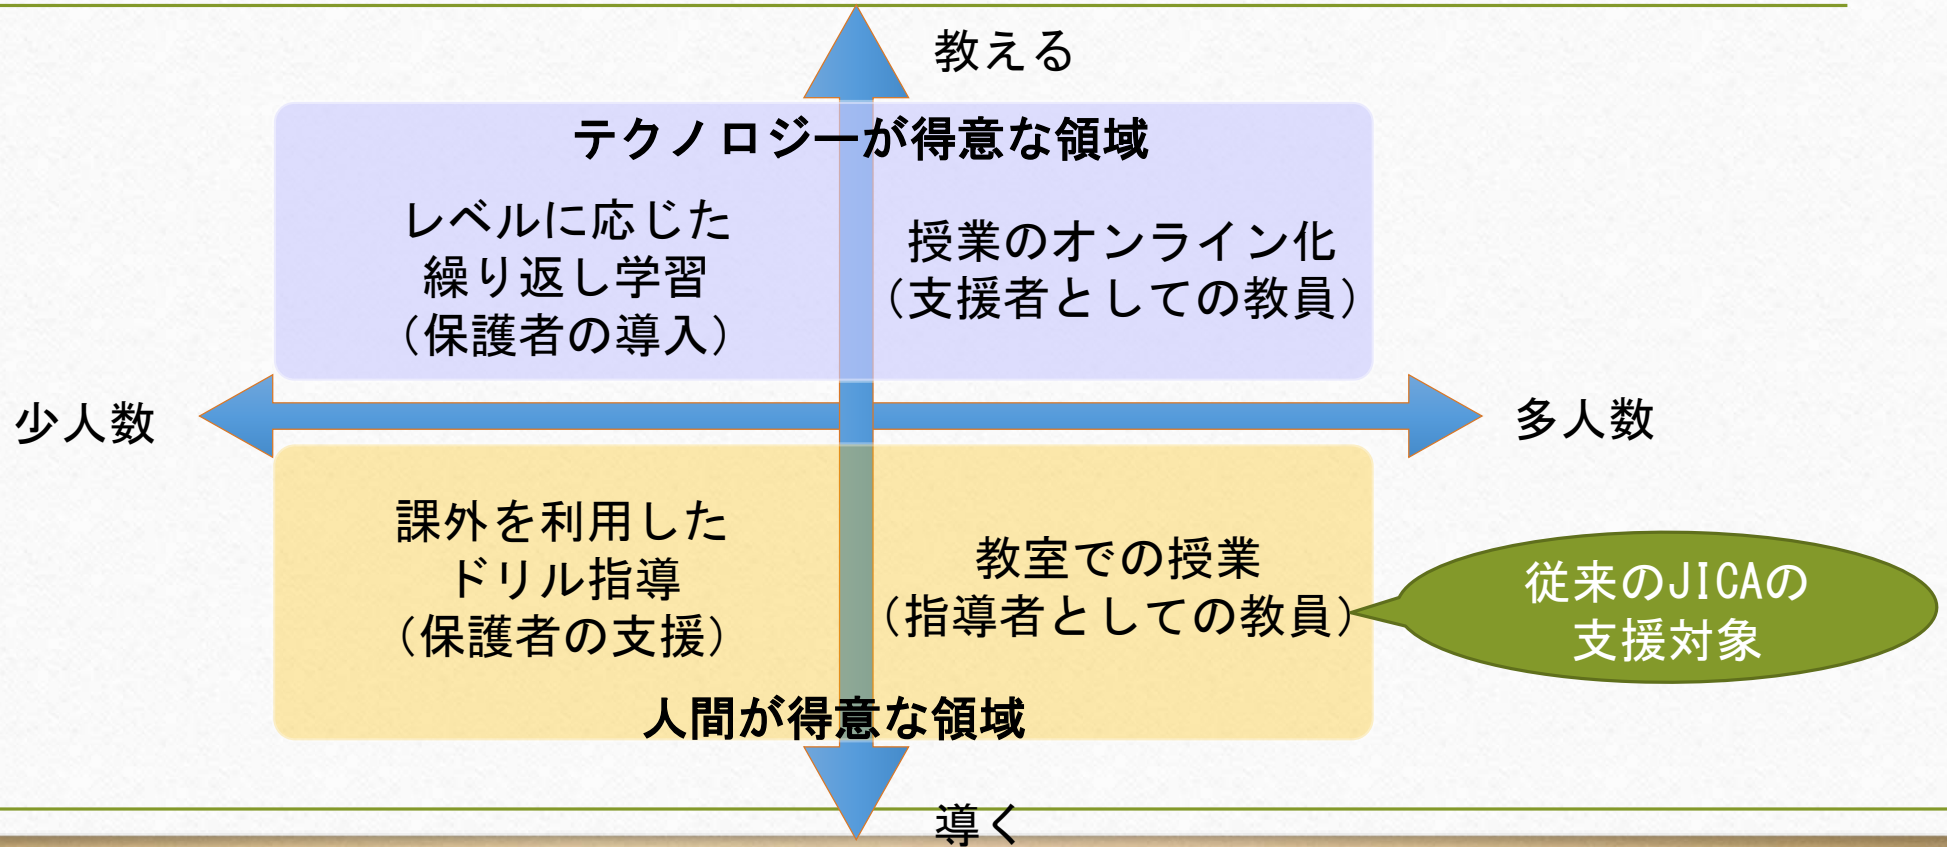 教える
テクノロジーが得意な領域
レベルに応じた
繰り返し学習
（保護者の導入）
授業のオンライン化
（支援者としての教員）
少人数
多人数
課外を利用した
ドリル指導
（保護者の支援）
教室での授業
（指導者としての教員）
従来のJICAの
支援対象
人間が得意な領域
導く